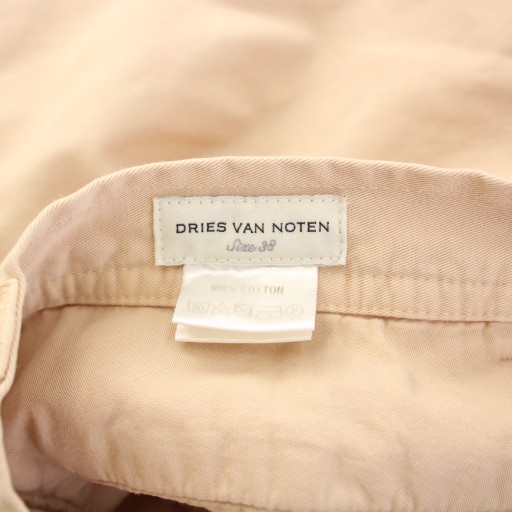 DRIES VAN NOTEN
Size 38
100% COTTON